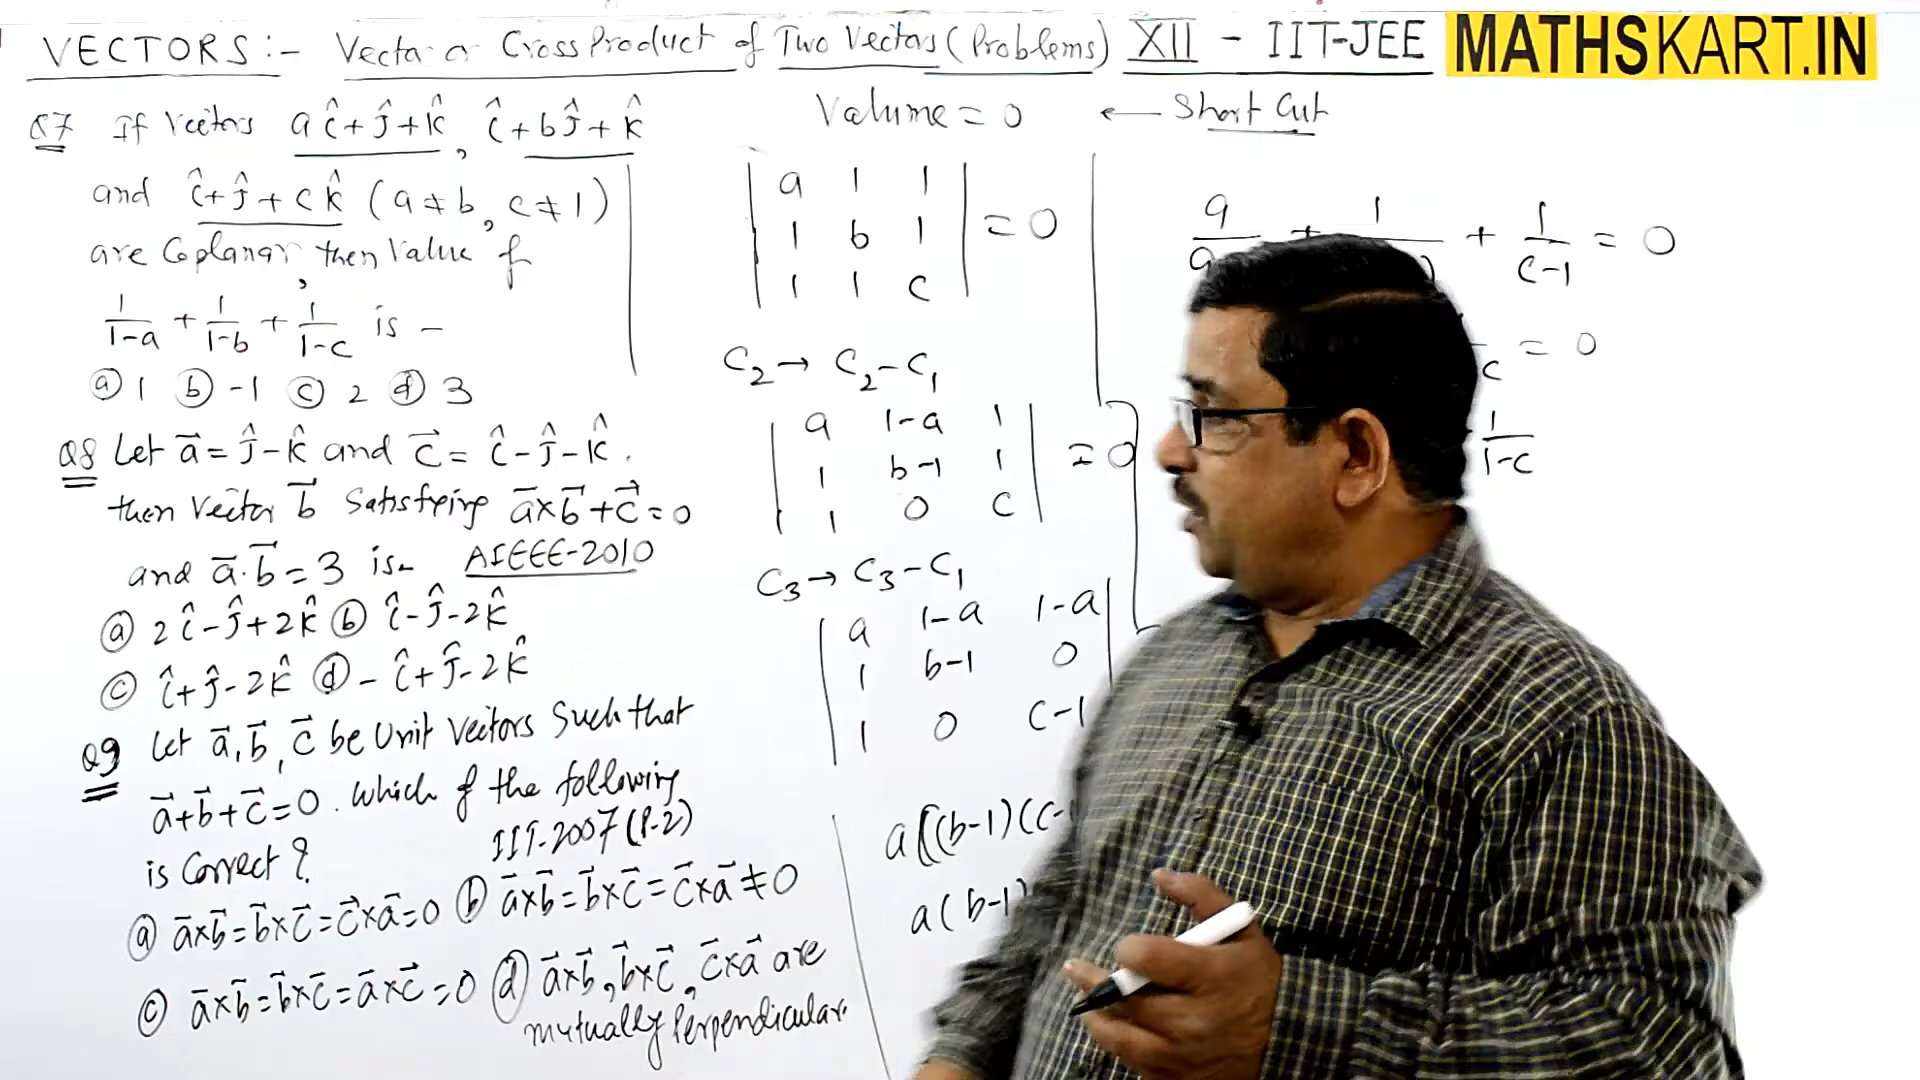 VECTORS :- Vector or Cross Product of Two Vectors (Problems) XII - IIT-JEE MATHSKART.IN
Q7 If Vectors aî+ĵ+k̂, î+bĵ+k̂
and î+ĵ+ck̂ (a≠b, c≠1)
are Coplanar, then Value of
1/1-a + 1/1-b + 1/1-c is -
ⓐ 1 ⓑ -1 ⓒ 2 ⓓ 3
Q8 Let a⃗ = ĵ-k̂ and c⃗ = î-ĵ-k̂.
then Vector b⃗ Satisfying a⃗×b⃗+c⃗=0
and a⃗.b⃗=3 is- AIEEE-2010
ⓐ 2î-ĵ+2k̂ ⓑ î-ĵ-2k̂
ⓒ î+ĵ-2k̂ ⓓ -î+ĵ-2k̂
Q9 Let a⃗, b⃗, c⃗ be Unit Vectors Such that
a⃗+b⃗+c⃗=0. Which of the following
is Correct? IIT-2007(P-2)
ⓐ a⃗×b⃗=b⃗×c⃗=c⃗×a⃗=0 ⓑ a⃗×b⃗=b⃗×c⃗=c⃗×a⃗≠0
ⓒ a⃗×b⃗=b⃗×c⃗=a⃗×c⃗=0 ⓓ a⃗×b⃗, b⃗×c⃗, c⃗×a⃗ are
mutually Perpendicular.
Volume = 0 ← Short Cut
| a 1 1 |
| 1 b 1 | = 0
| 1 1 c |
C₂ → C₂-C₁
| a 1-a 1 |
| 1 b-1 1 | = 0
| 1 0 c |
C₃ → C₃-C₁
| a 1-a 1-a |
| 1 b-1 0 |
| 1 0 c-1
a((b-1)(c-1
a(b-1)
a/a + 1/ + 1/c-1 = 0
c = 0
1/1-c